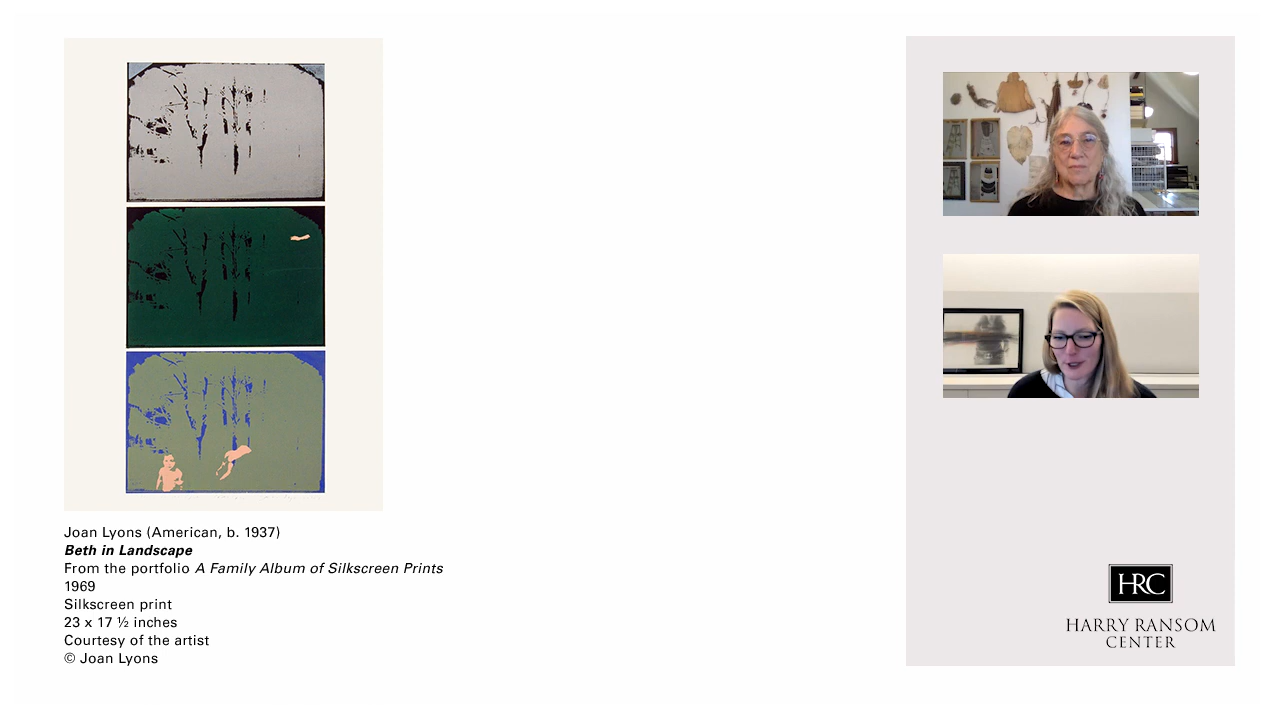 Joan Lyons (American, b. 1937)
Beth in Landscape
From the portfolio A Family Album of Silkscreen Prints
1969
Silkscreen print
23 x 17 ½ inches
Courtesy of the artist
© Joan Lyons
HRC
HARRY RANSOM
CENTER